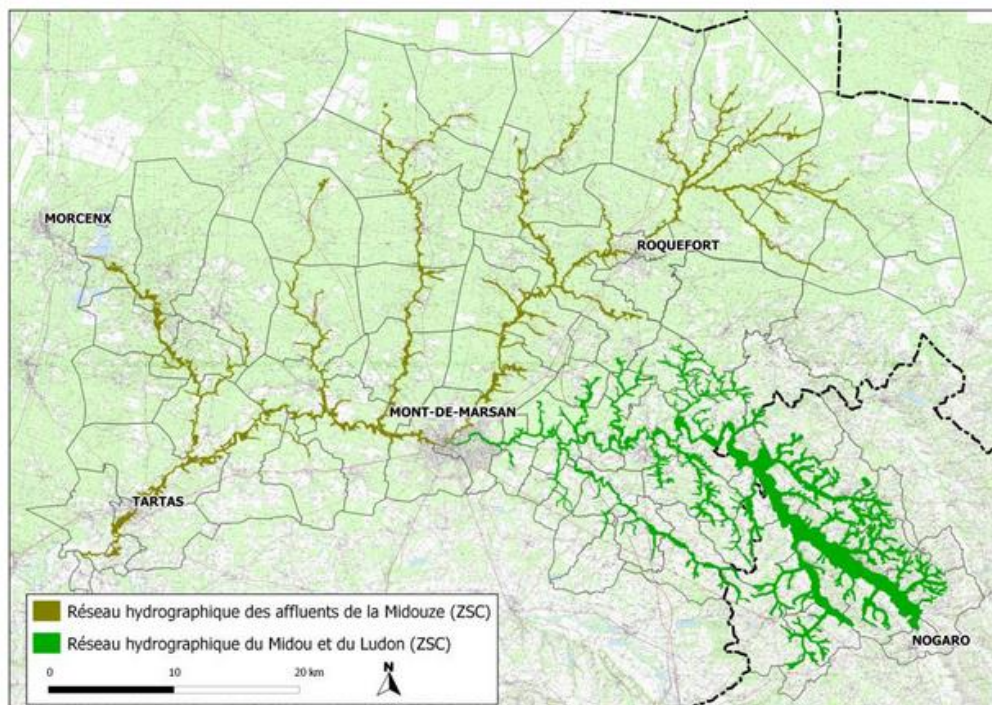 MORCENX
ROQUEFORT
MONT-DE-MARSAN
TARTAS
NOGARO
Réseau hydrographique des affluents de la Midouze (ZSC)
Réseau hydrographique du Midou et du Ludon (ZSC)
0 10 20 km
N